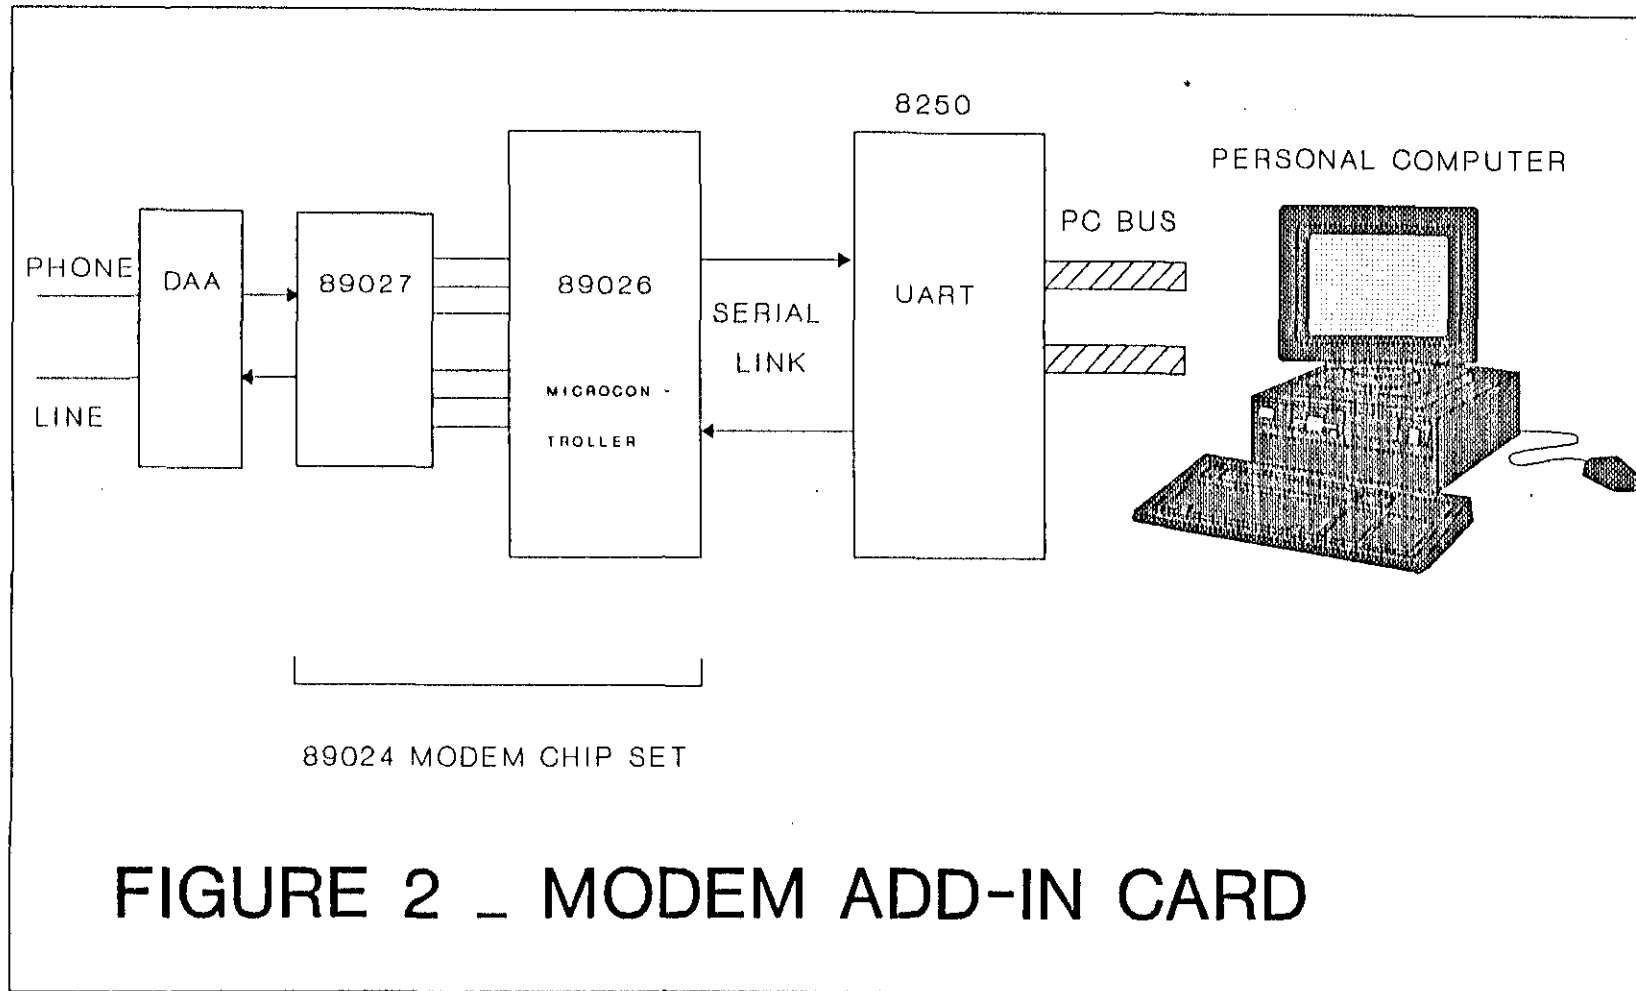 8250
PERSONAL COMPUTER
PC BUS
PHONE
DAA
89027
89026
UART
SERIAL
LINK
MICROCON -
TROLLER
LINE
89024 MODEM CHIP SET
FIGURE 2 _ MODEM ADD-IN CARD